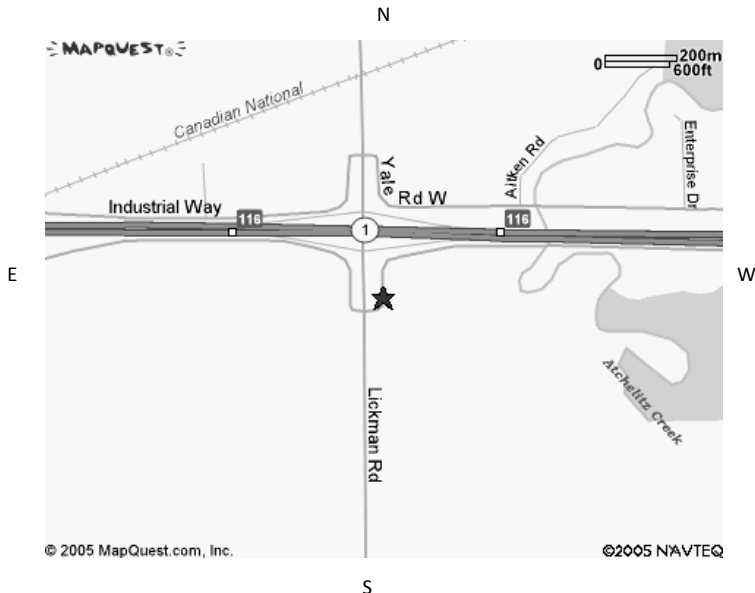 N
MAPQUEST®
0 200m
600ft
Canadian National
Yale
Rd W
Aitken Rd
Enterprise Dr
Industrial Way
116
116
1
E
W
Lickman Rd
Atchelitz Creek
© 2005 MapQuest.com, Inc.
©2005 NAVTEQ
S